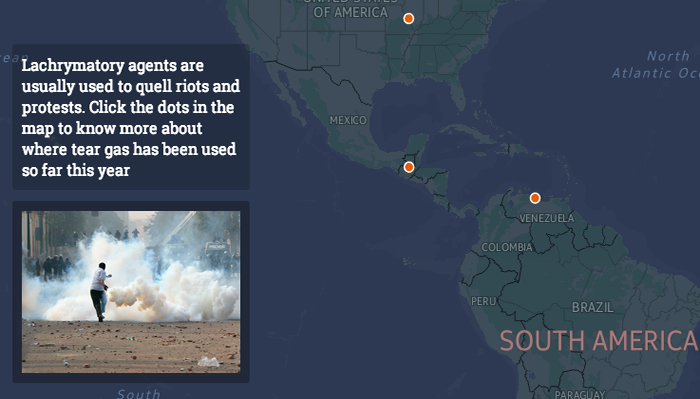 UNITED STATES
OF AMERICA
North
Atlantic Oc
ean
Lachrymatory agents are
usually used to quell riots and
protests. Click the dots in the
map to know more about
where tear gas has been used
so far this year
MEXICO
VENEZUELA
COLOMBIA
PERU
BRAZIL
SOUTH AMERICA
South
PARAGUAY